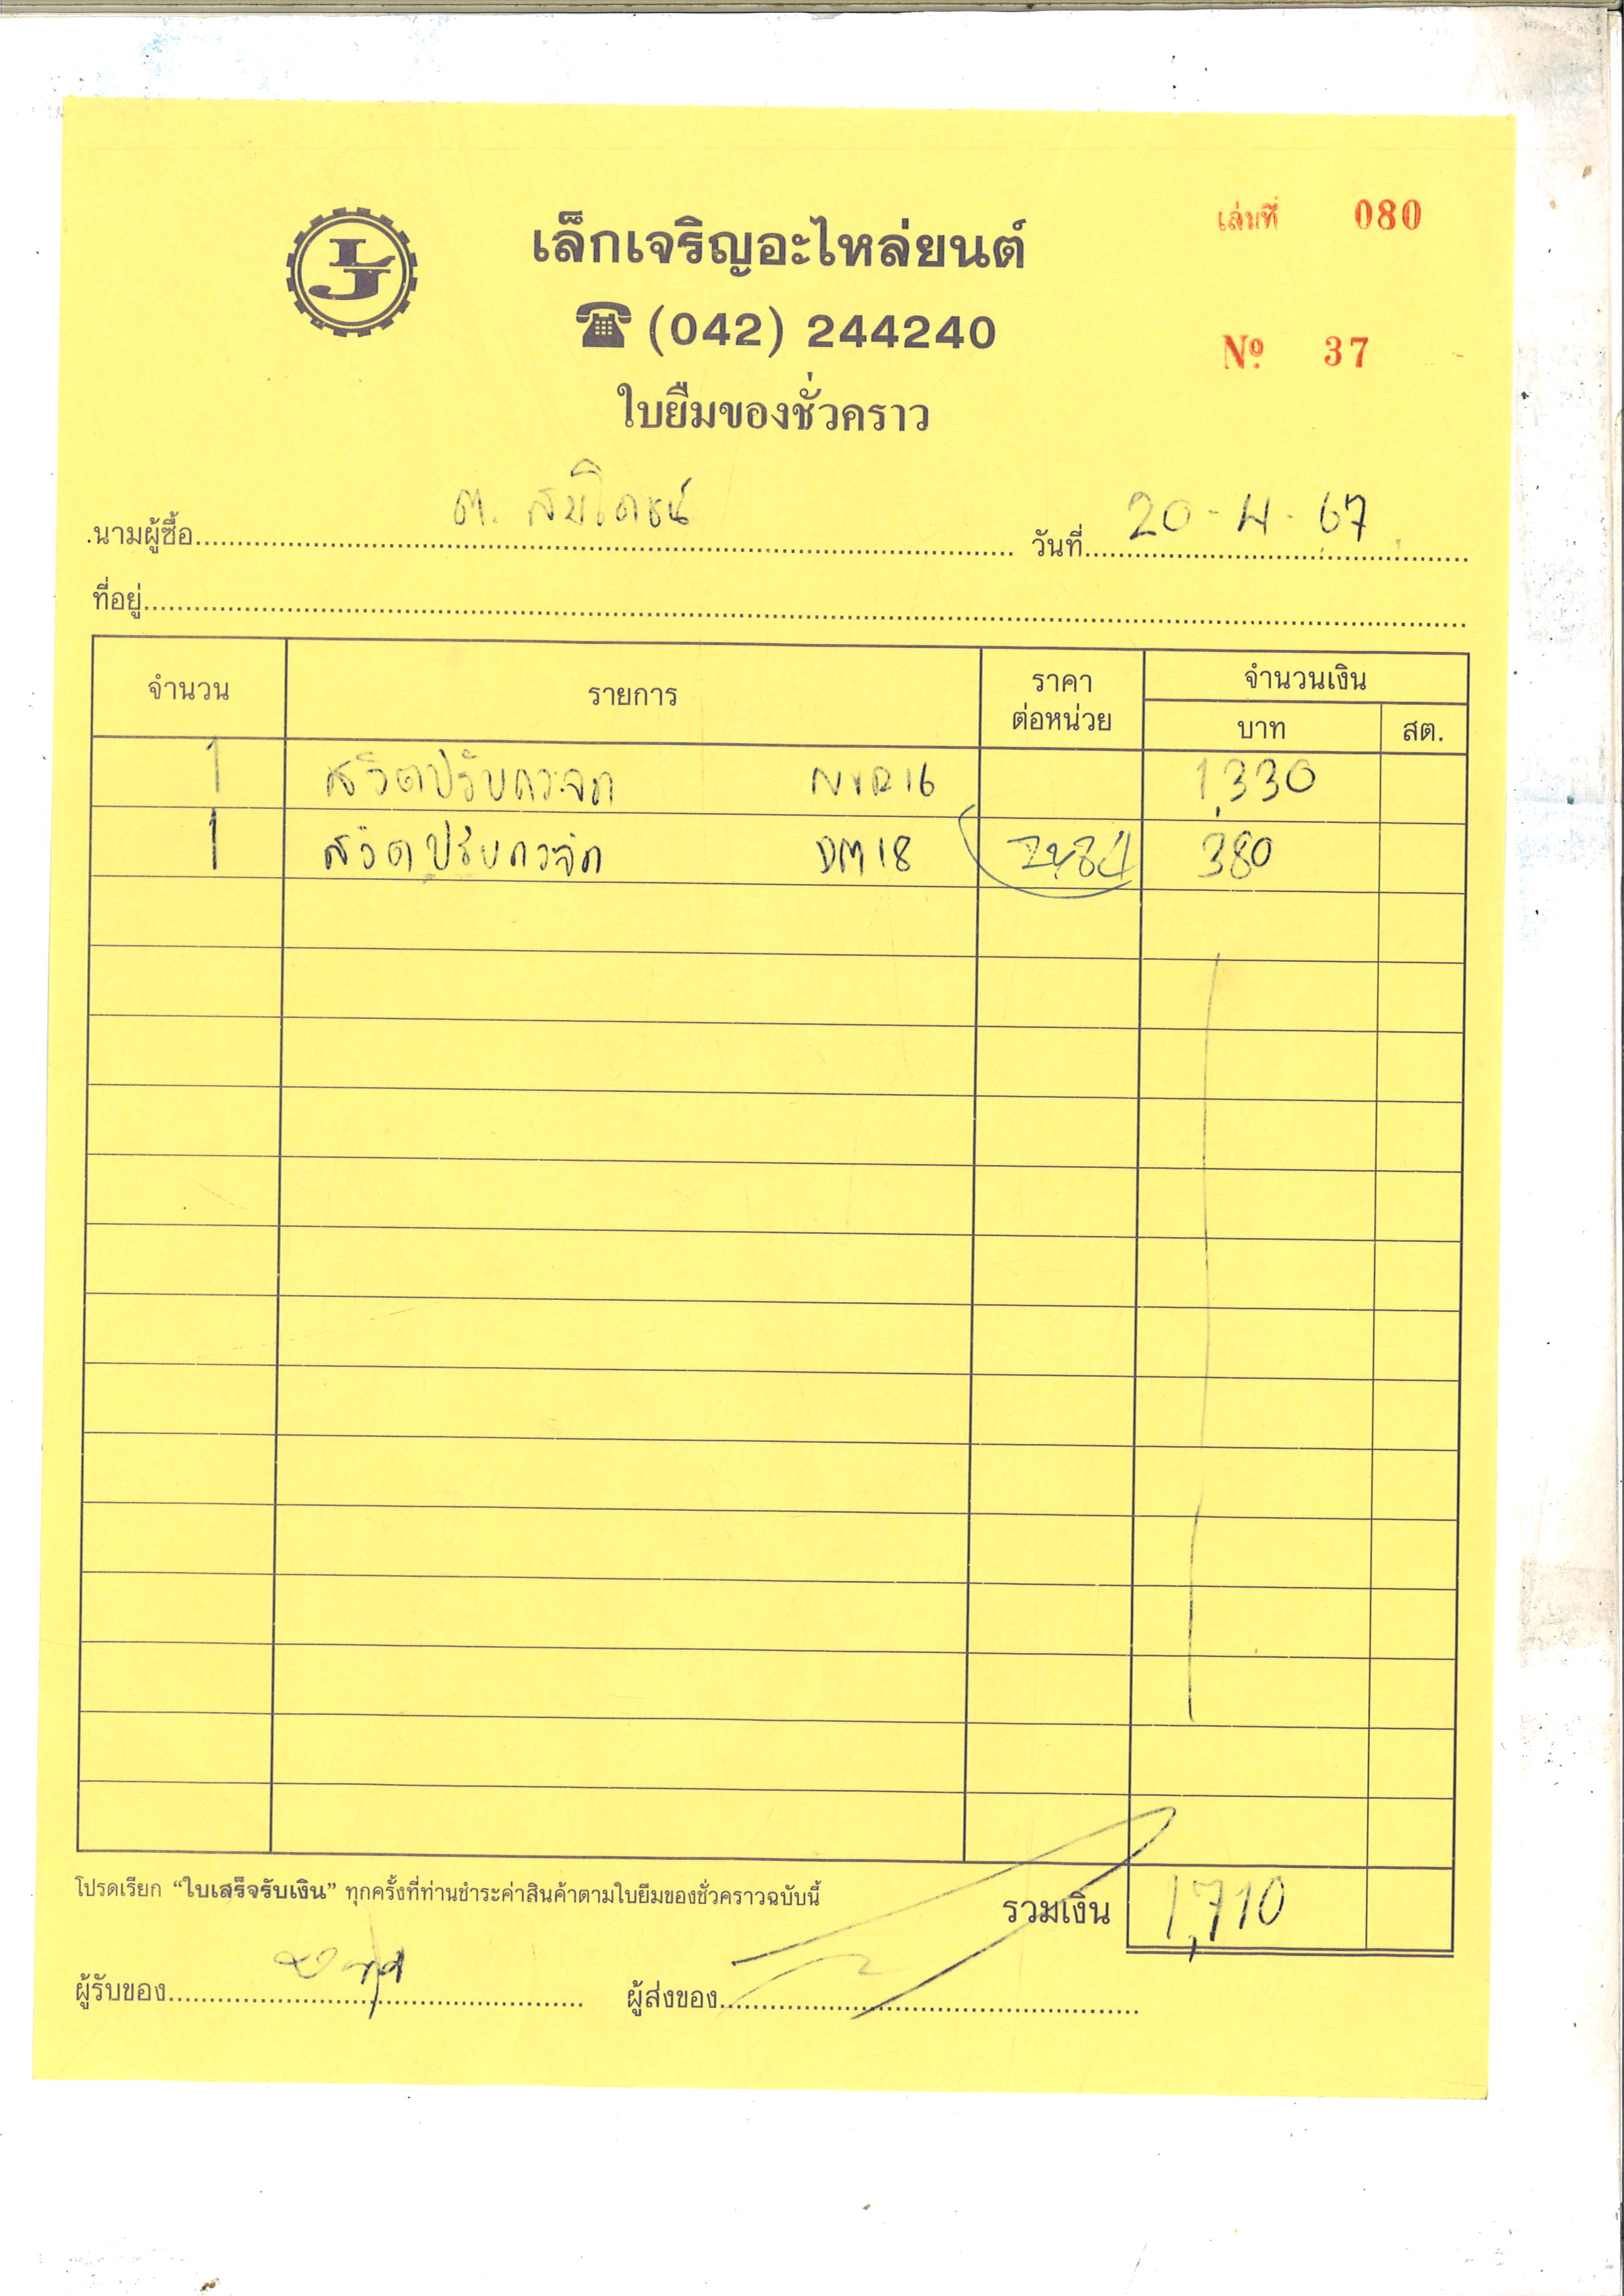 LJ
เล็กเจริญอะไหล่ยนต์
เล่มที่ 080
(042) 244240
Nº 37
ใบยืมของชั่วคราว
นามผู้ซื้อ วันที่ 20-4-67
ที่อยู่
จำนวน รายการ ราคาต่อหน่วย จำนวนเงิน
บาท สต.
1 สวิตปรับกระจก NVR16 1,330
1 สวิตปรับกระจก DM18 380
โปรดเรียก “ใบเสร็จรับเงิน” ทุกครั้งที่ท่านชำระค่าสินค้าตามใบยืมของชั่วคราวฉบับนี้
รวมเงิน 1,710
ผู้รับของ ผู้ส่งของ